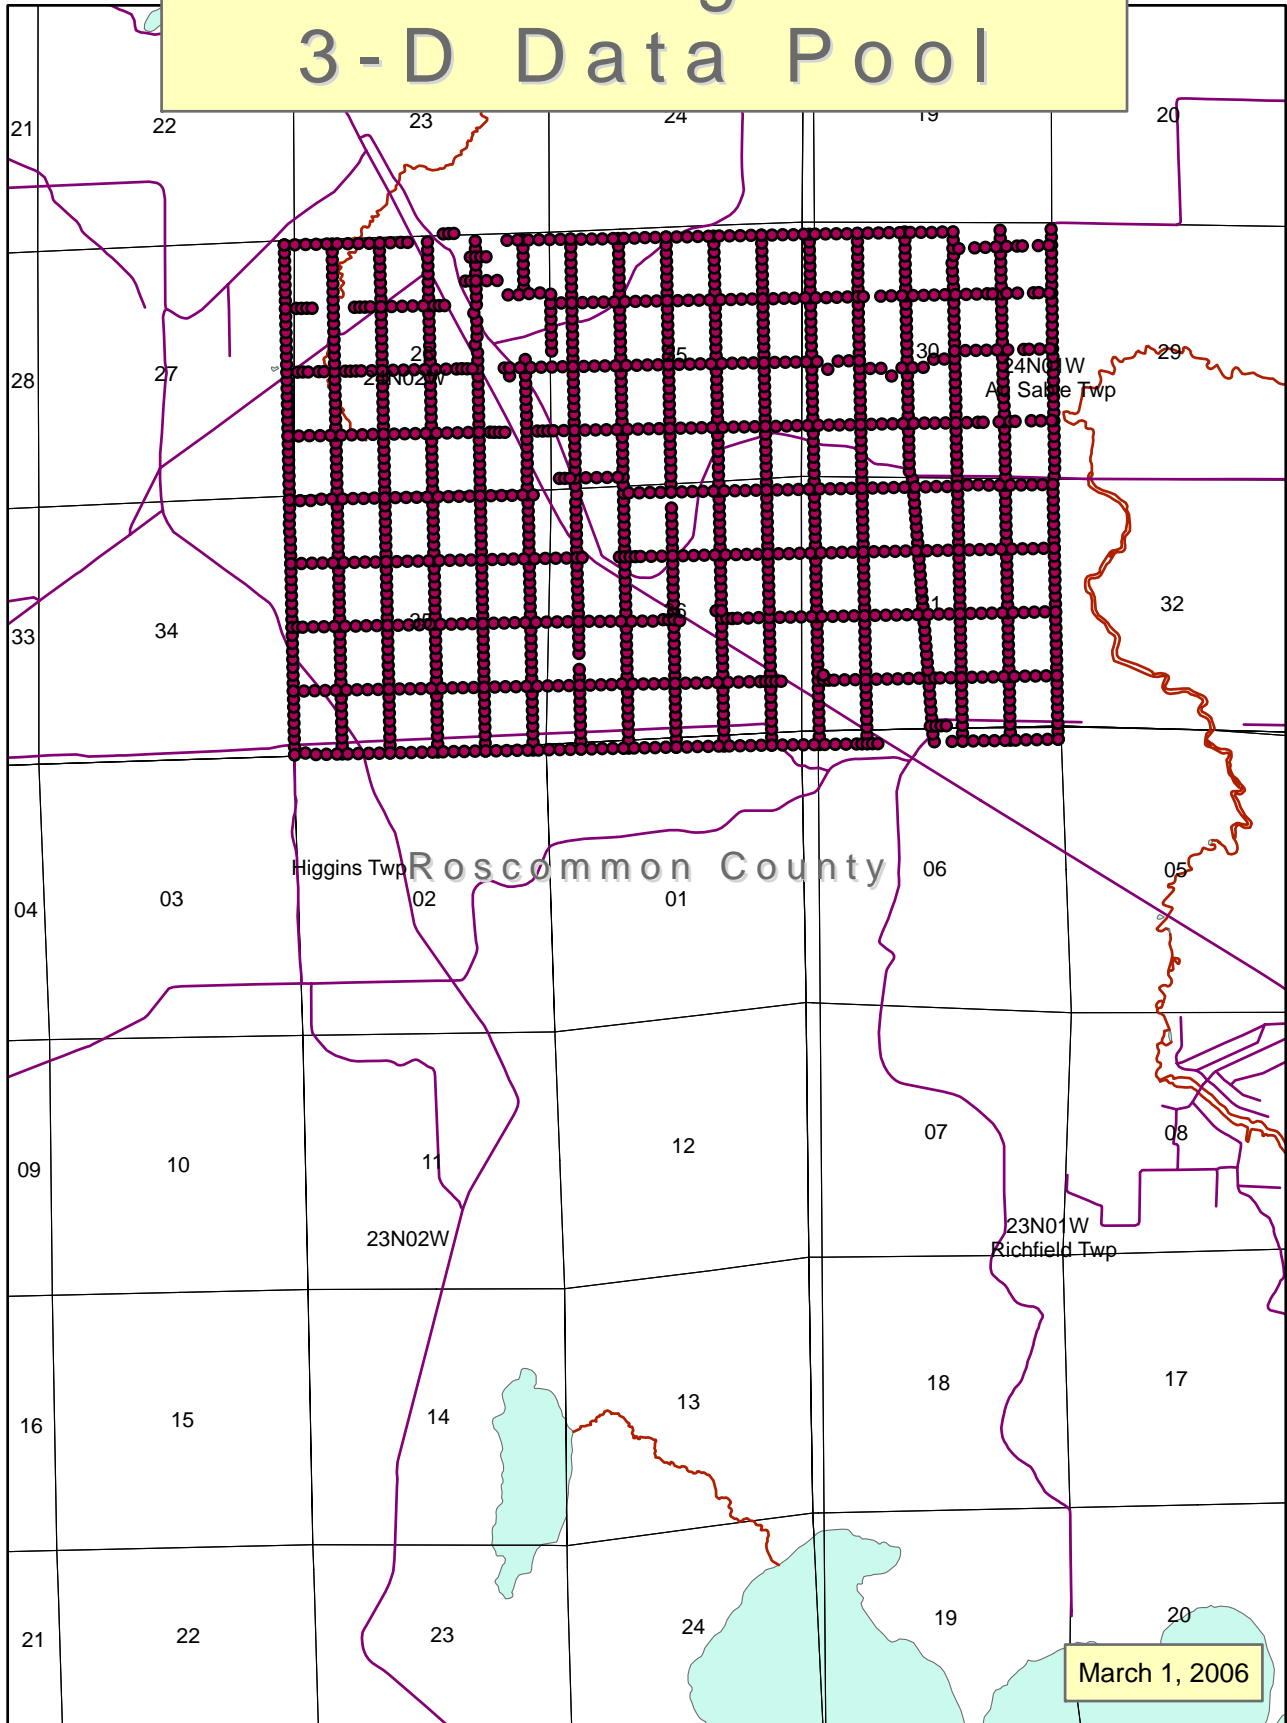 3-D Data Pool
21 22 23 24 19 20
28 27 26 25 30 29
24N02W
24N01W
Au Sable Twp
33 34 35 36 31 32
Higgins Twp
Roscommon County
04 03 02 01 06 05
09 10 11 12 07 08
23N02W
23N01W
Richfield Twp
16 15 14 13 18 17
21 22 23 24 19 20
March 1, 2006